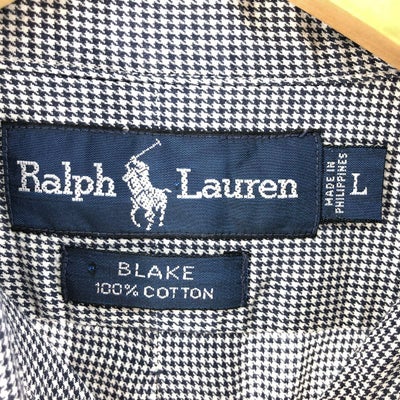 Ralph Lauren
MADE IN
PHILIPPINES
L
BLAKE
100% COTTON